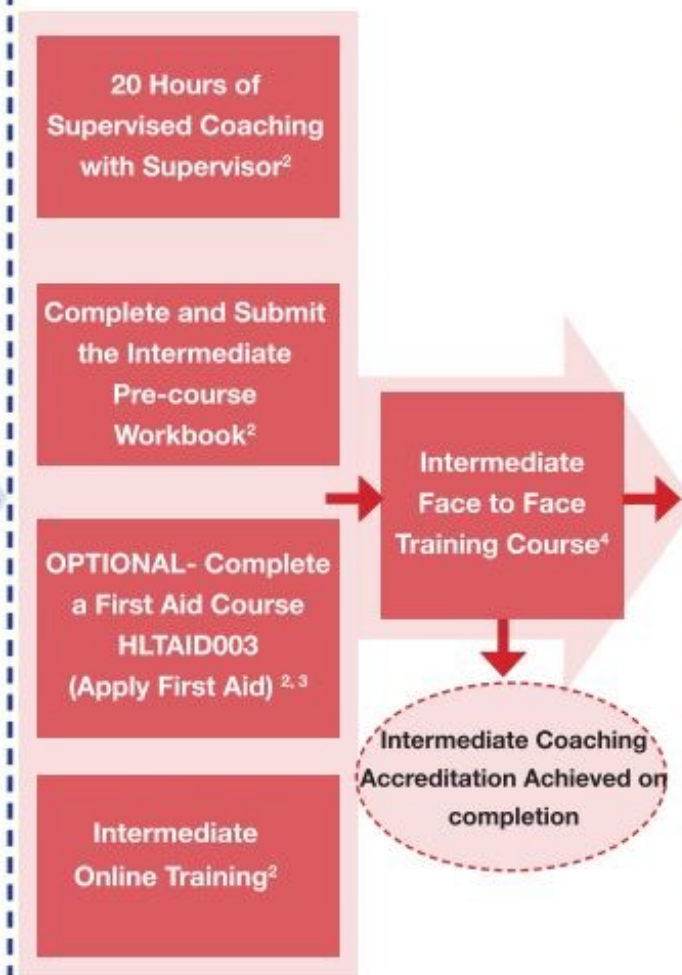 20 Hours of
Supervised Coaching
with Supervisor²
Complete and Submit
the Intermediate
Pre-course
Workbook²
OPTIONAL- Complete
a First Aid Course
HLTAID003
(Apply First Aid) ²,³
Intermediate
Online Training²
Intermediate
Face to Face
Training Course⁴
Intermediate Coaching
Accreditation Achieved on
completion